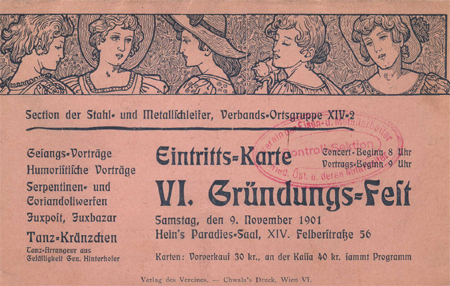 Section der Stahl- und Metallschleifer, Verbands-Ortsgruppe XIV-2
Gesangs-Vorträge
Humoristische Vorträge
Serpentinen- und
Coriandoliwerfen
Juxpost, Juxbazar
Tanz-Kränzchen
Tanz-Arrangeur aus
Gefälligkeit Gen. Hinterhofer
Eintritts-Karte
Concert-Beginn 8 Uhr
Vortrags-Beginn 9 Uhr
VI. Gründungs-Fest
Samstag, den 9. November 1901
Hein's Paradies-Saal, XIV. Felberstraße 56
Karten: Vorverkauf 30 kr., an der Kassa 40 kr. sammt Programm
Controll-Sektion
Verlag des Vereines. — Chwala's Druck, Wien VI.